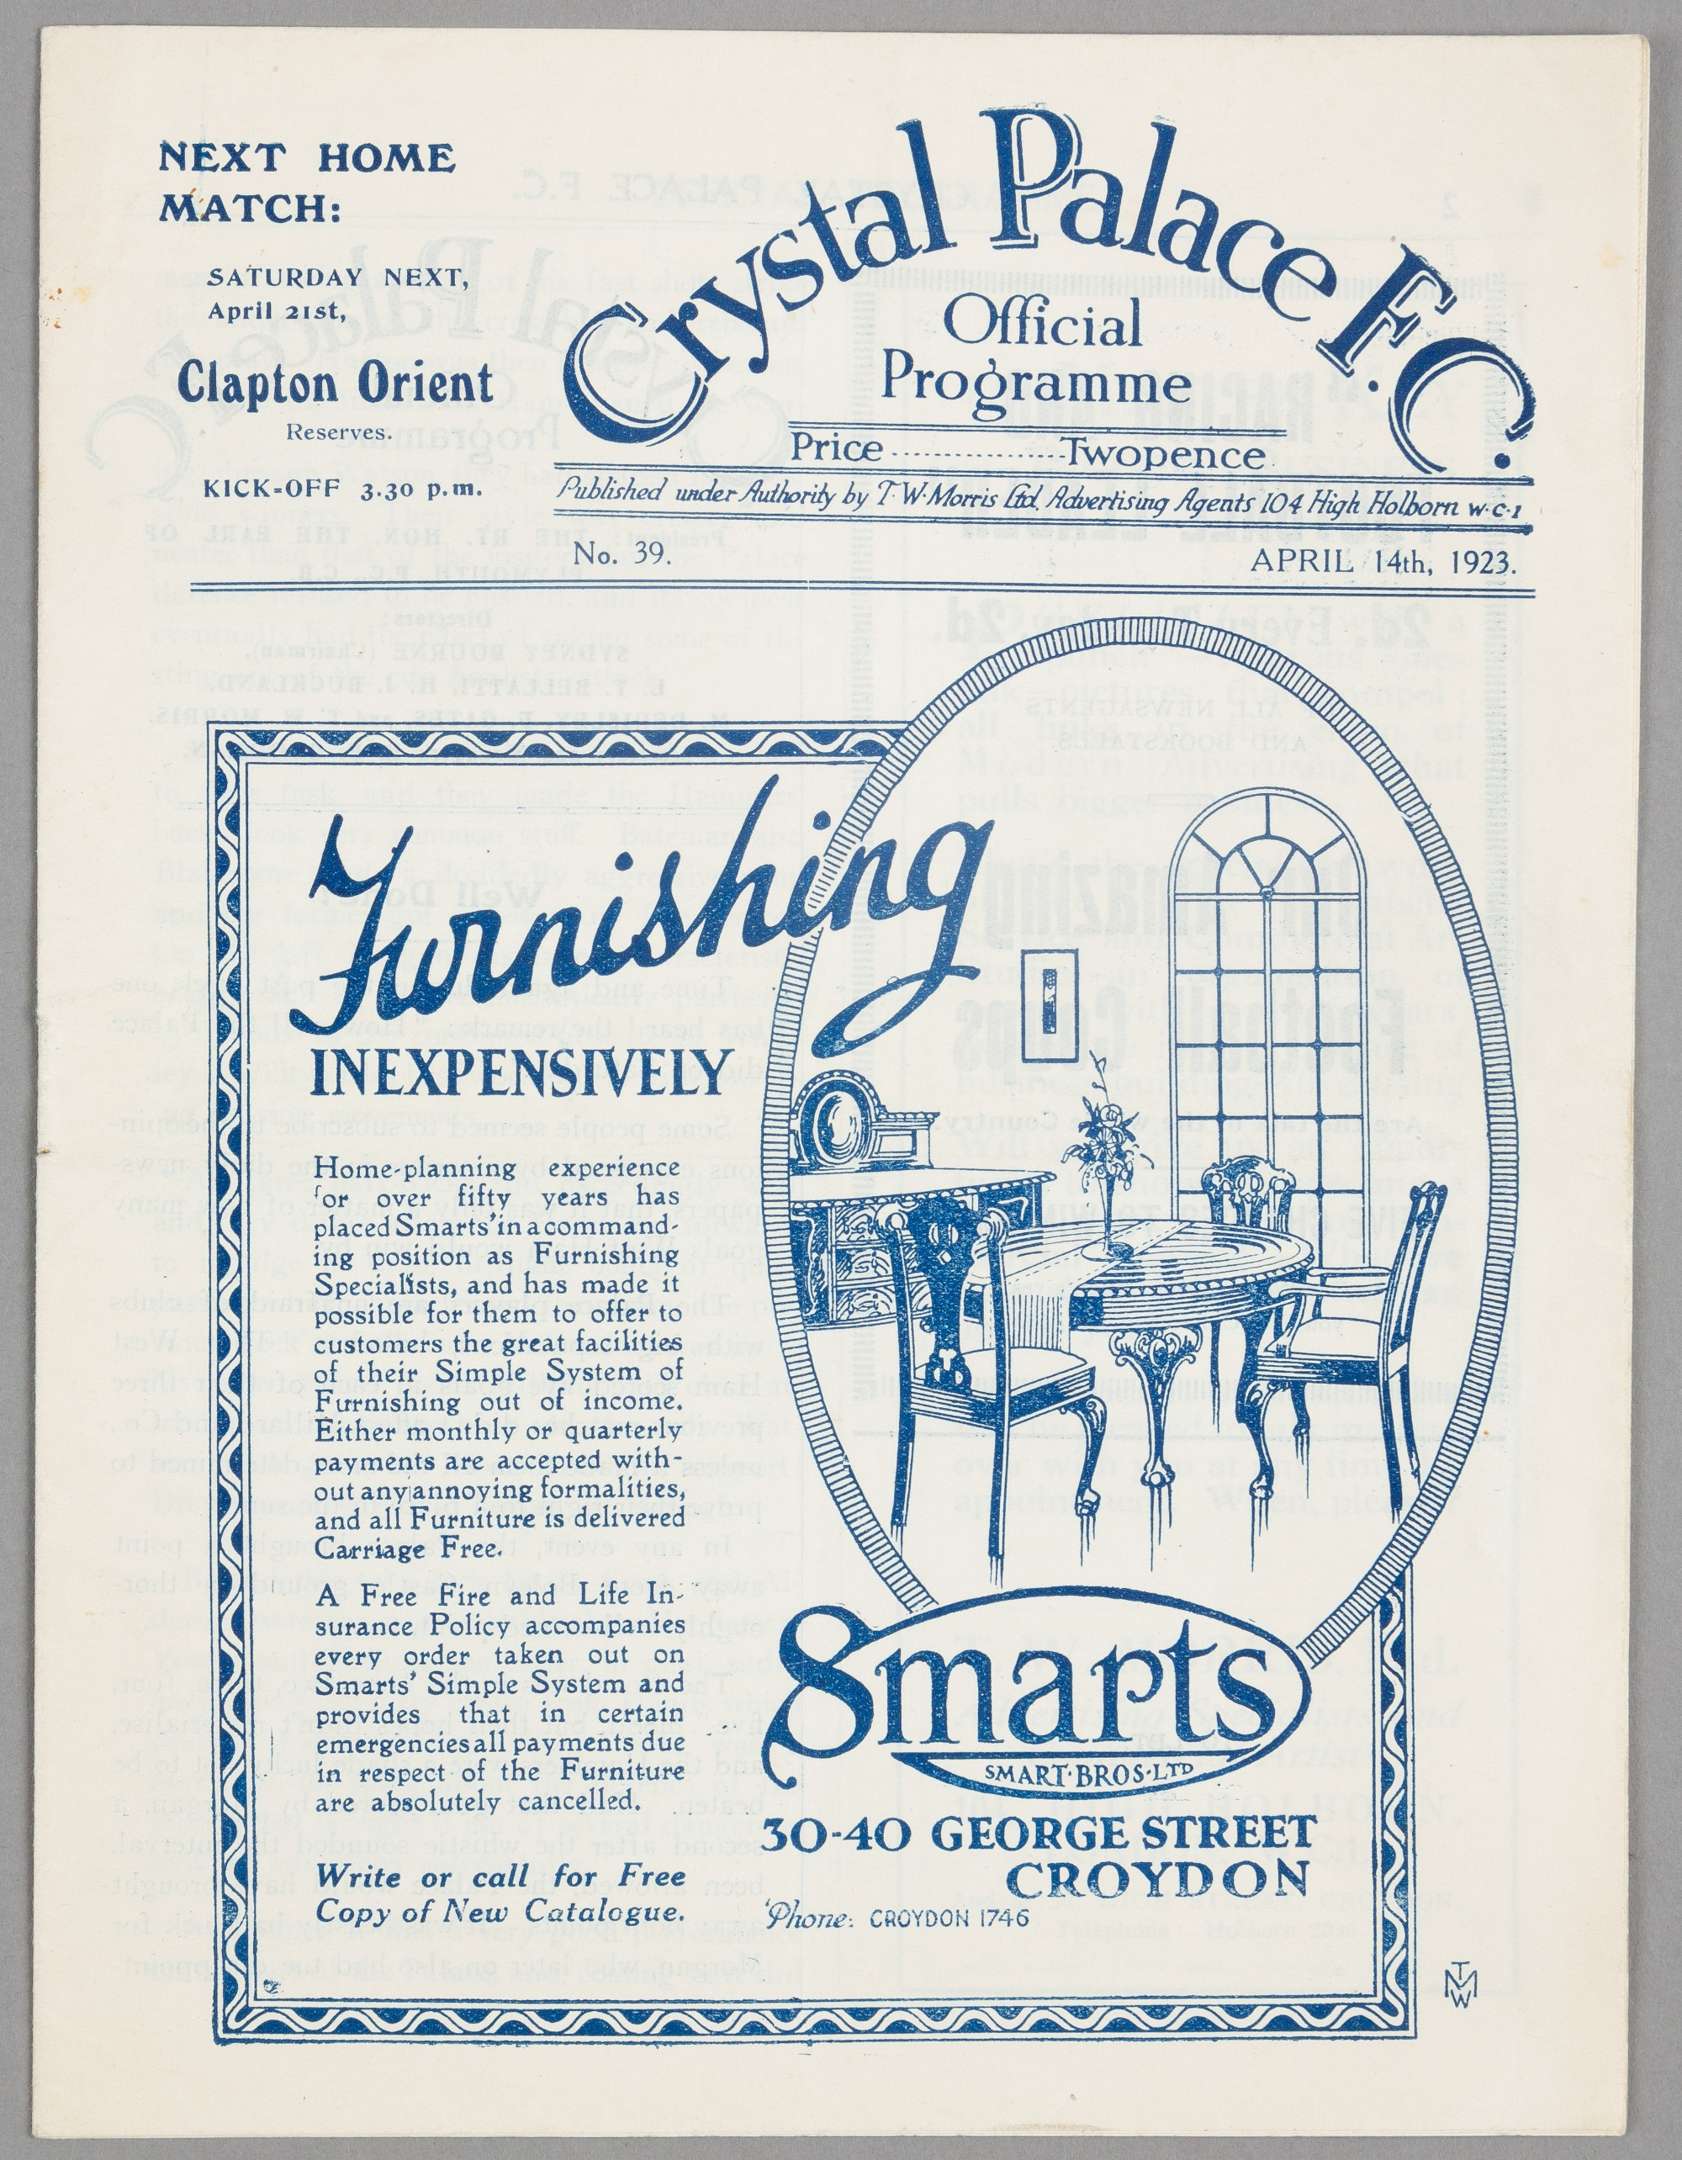 NEXT HOME
MATCH:
SATURDAY NEXT,
April 21st,
Clapton Orient
Reserves.
KICK-OFF 3.30 p.m.
Crystal Palace F.C.
Official
Programme
Price ................. Twopence
Published under Authority by T.W. Morris Ltd. Advertising Agents 104 High Holborn W.C.1
No. 39.
APRIL 14th, 1923.
Furnishing
INEXPENSIVELY
Home-planning experience
for over fifty years has
placed Smarts' in a command-
ing position as Furnishing
Specialists, and has made it
possible for them to offer to
customers the great facilities
of their Simple System of
Furnishing out of income.
Either monthly or quarterly
payments are accepted with-
out any annoying formalities,
and all Furniture is delivered
Carriage Free.
A Free Fire and Life In-
surance Policy accompanies
every order taken out on
Smarts' Simple System and
provides that in certain
emergencies all payments due
in respect of the Furniture
are absolutely cancelled.
Write or call for Free
Copy of New Catalogue.
Smarts
SMART·BROS·LTD
30-40 GEORGE STREET
CROYDON
'Phone: CROYDON 1746
TWM